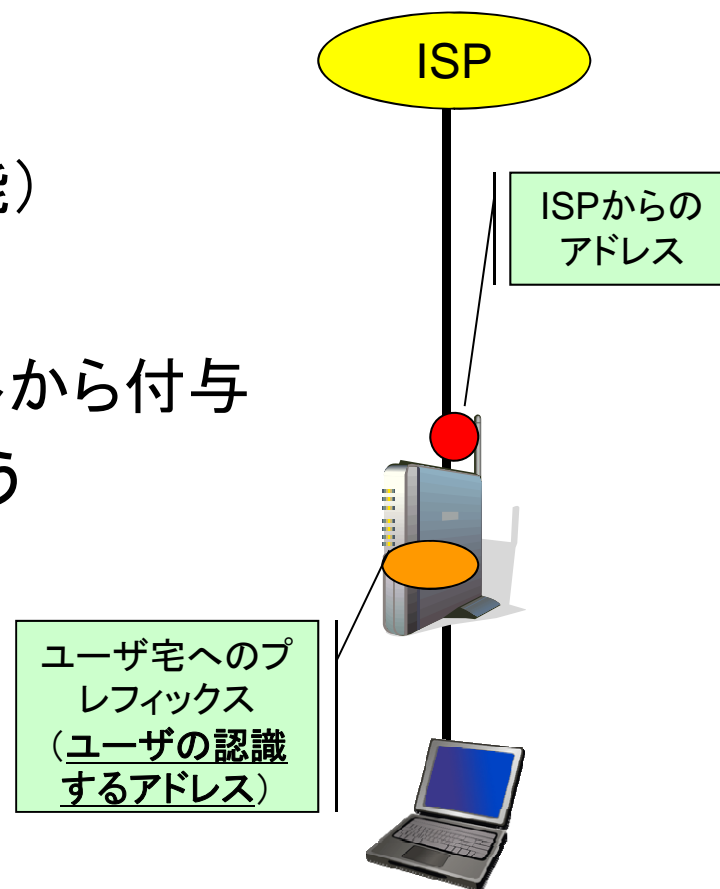 ISP
能）
ISPからの
アドレス
から付与
う
ユーザ宅へのプ
レフィックス
（ユーザの認識
するアドレス）